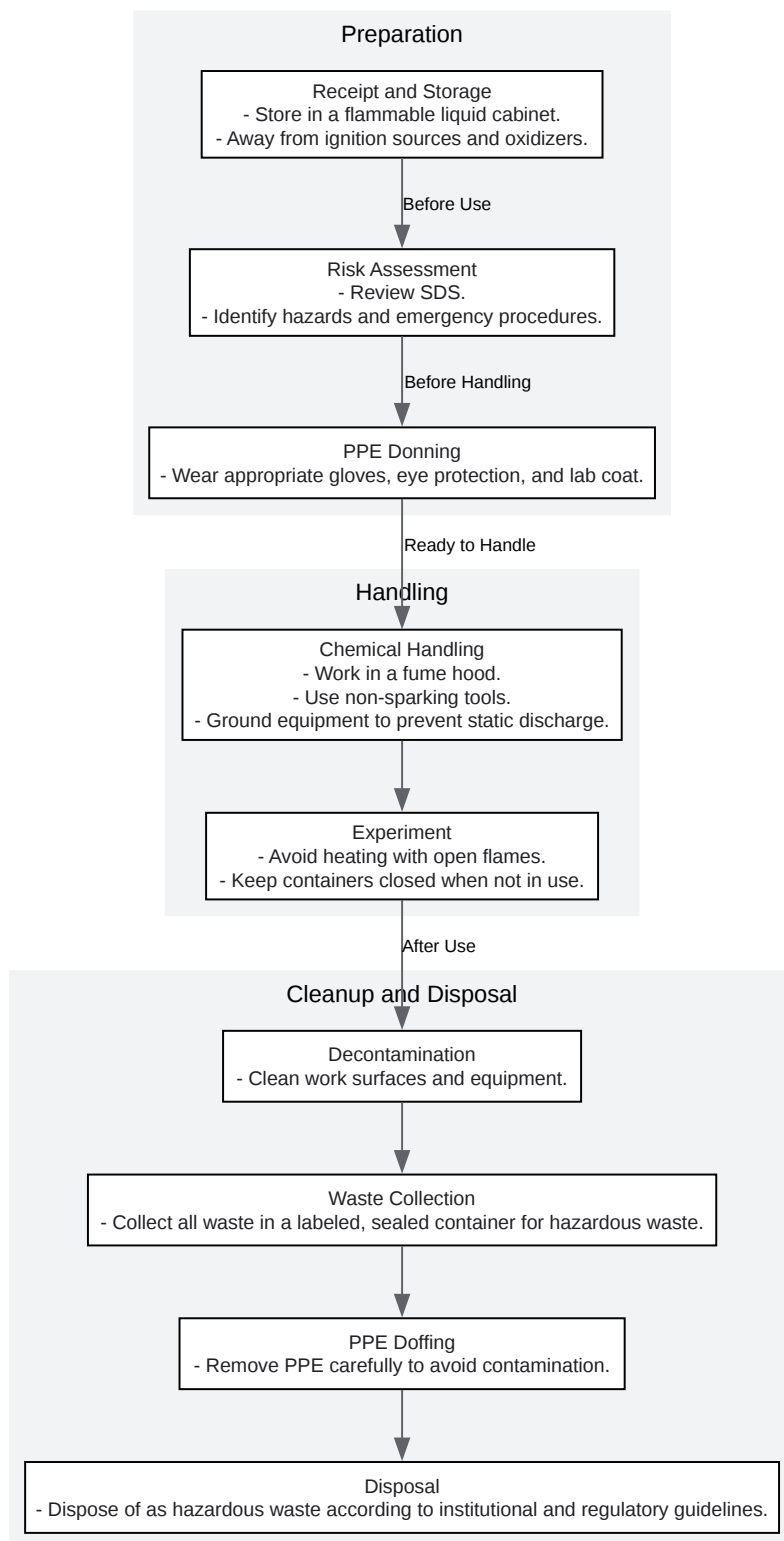 Preparation
Receipt and Storage
- Store in a flammable liquid cabinet.
- Away from ignition sources and oxidizers.
Before Use
Risk Assessment
- Review SDS.
- Identify hazards and emergency procedures.
Before Handling
PPE Donning
- Wear appropriate gloves, eye protection, and lab coat.
Ready to Handle
Handling
Chemical Handling
- Work in a fume hood.
- Use non-sparking tools.
- Ground equipment to prevent static discharge.
Experiment
- Avoid heating with open flames.
- Keep containers closed when not in use.
After Use
Cleanup and Disposal
Decontamination
- Clean work surfaces and equipment.
Waste Collection
- Collect all waste in a labeled, sealed container for hazardous waste.
PPE Doffing
- Remove PPE carefully to avoid contamination.
Disposal
- Dispose of as hazardous waste according to institutional and regulatory guidelines.